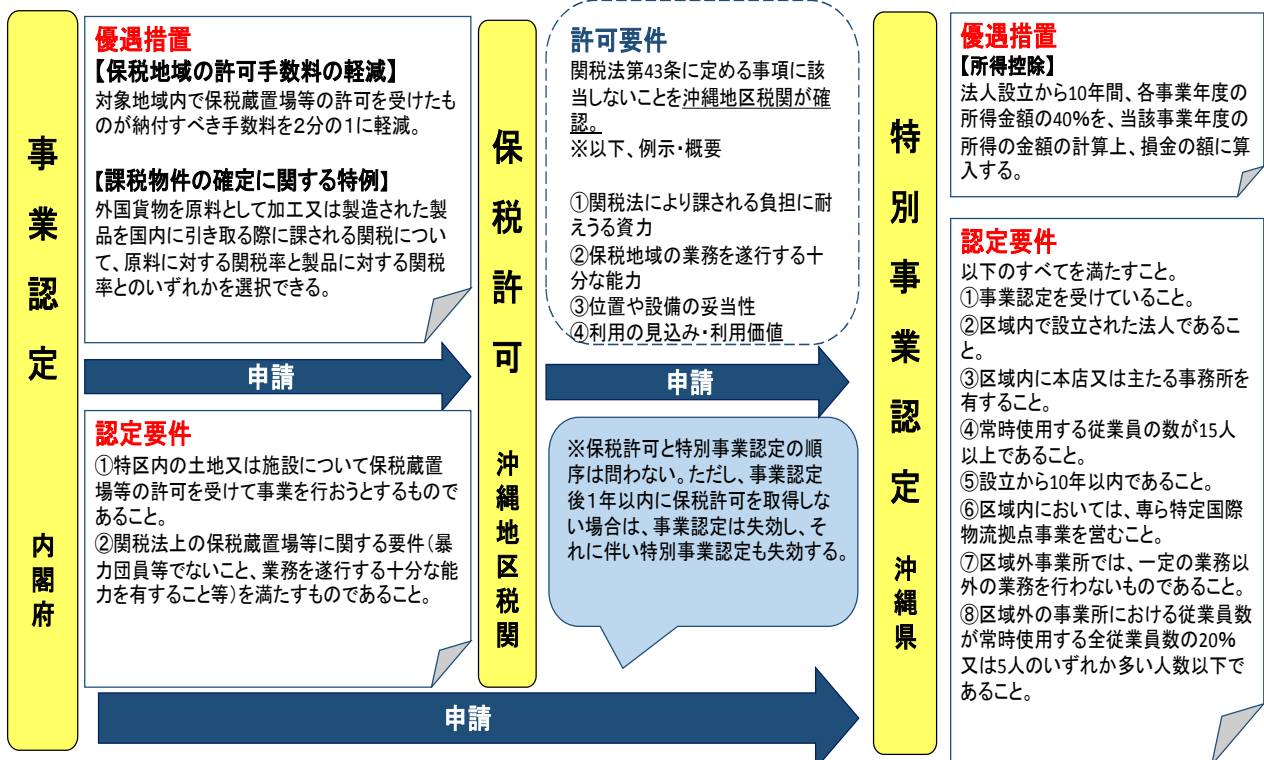 事業認定
内閣府
優遇措置
【保税地域の許可手数料の軽減】
対象地域内で保税蔵置場等の許可を受けたも
のが納付すべき手数料を2分の1に軽減。
【課税物件の確定に関する特例】
外国貨物を原料として加工又は製造された製
品を国内に引き取る際に課される関税につい
て、原料に対する関税率と製品に対する関税
率とのいずれかを選択できる。
申請
認定要件
①特区内の土地又は施設について保税蔵置
場等の許可を受けて事業を行おうとするもので
あること。
②関税法上の保税蔵置場等に関する要件（暴
力団員等でないこと、業務を遂行する十分な能
力を有すること等）を満たすものであること。
保税許可
沖縄地区税関
許可要件
関税法第43条に定める事項に該
当しないことを沖縄地区税関が確
認。
※以下、例示・概要
①関税法により課される負担に耐
えうる資力
②保税地域の業務を遂行する十
分な能力
③位置や設備の妥当性
④利用の見込み・利用価値
申請
※保税許可と特別事業認定の順
序は問わない。ただし、事業認定
後1年以内に保税許可を取得しな
い場合は、事業認定は失効し、そ
れに伴い特別事業認定も失効する。
申請
特別事業認定
沖縄県
優遇措置
【所得控除】
法人設立から10年間、各事業年度の
所得金額の40%を、当該事業年度の
所得の金額の計算上、損金の額に算
入する。
認定要件
以下のすべてを満たすこと。
①事業認定を受けていること。
②区域内で設立された法人であるこ
と。
③区域内に本店又は主たる事務所を
有すること。
④常時使用する従業員の数が15人
以上であること。
⑤設立から10年以内であること。
⑥区域内においては、専ら特定国際
物流拠点事業を営むこと。
⑦区域外事業所では、一定の業務以
外の業務を行わないものであること。
⑧区域外の事業所における従業員数
が常時使用する全従業員数の20%
又は5人のいずれか多い人数以下で
あること。